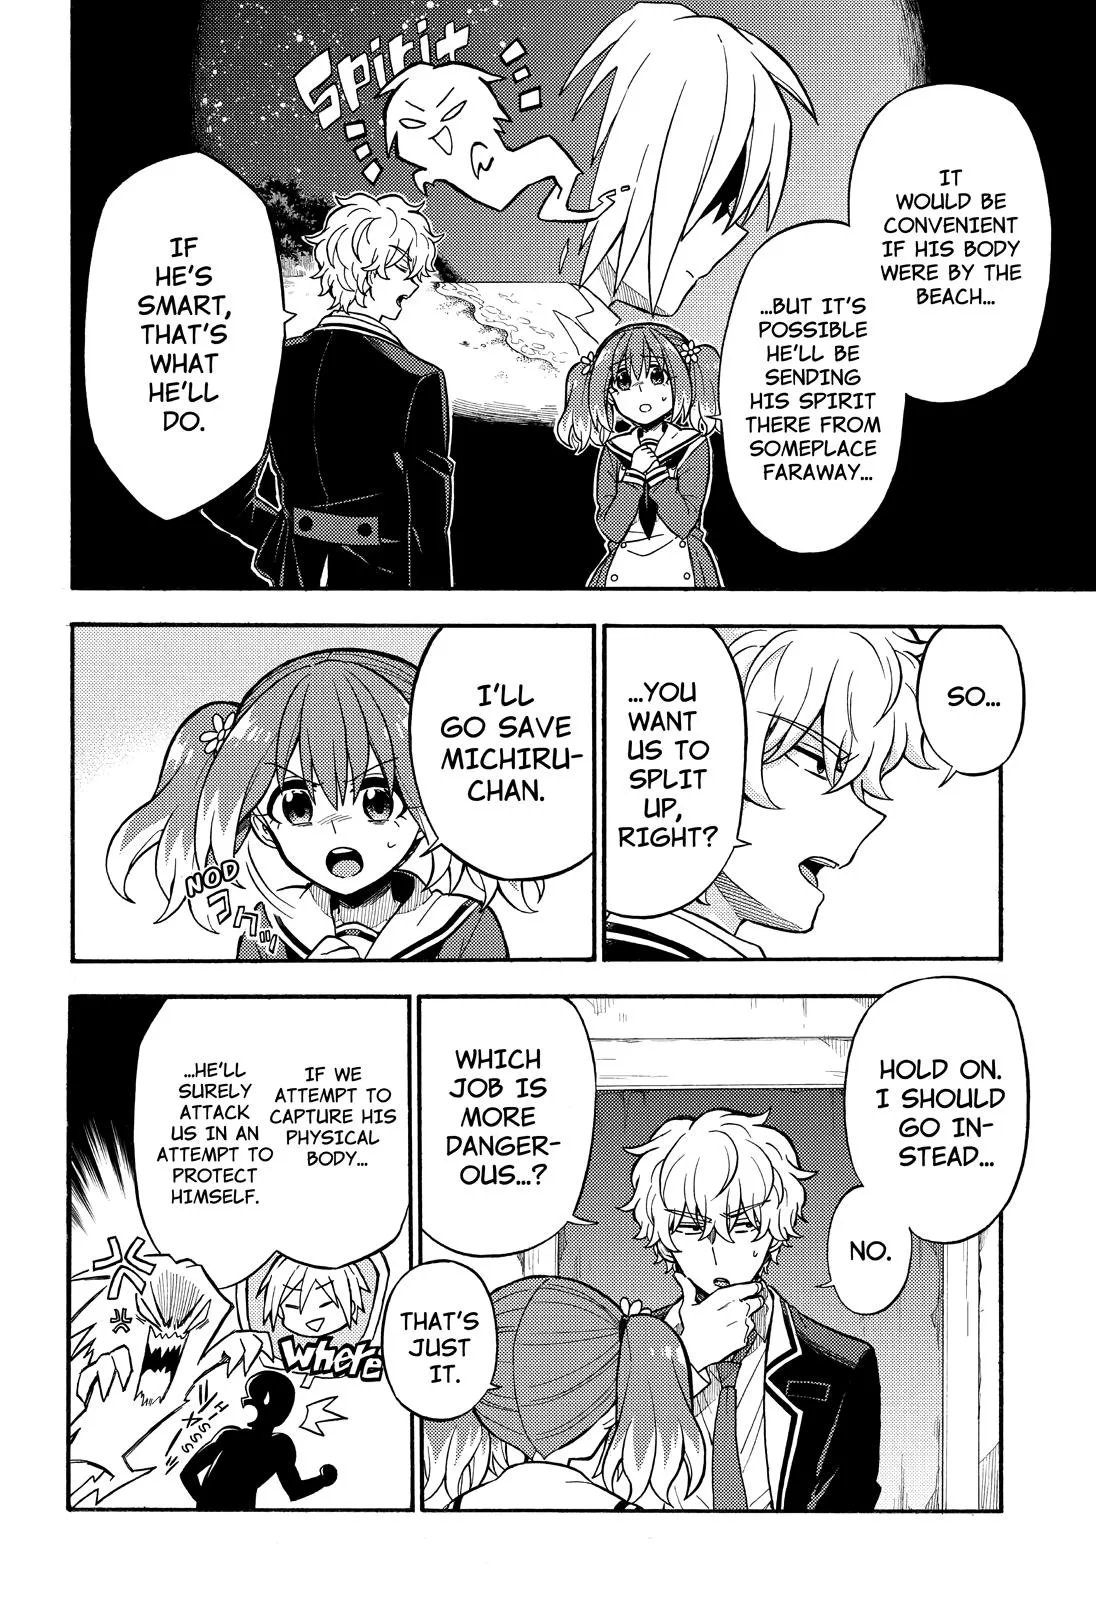 Spirit
IT
WOULD BE
CONVENIENT
IF HIS BODY
WERE BY THE
BEACH...
...BUT IT'S
POSSIBLE
HE'LL BE
SENDING
HIS SPIRIT
THERE FROM
SOMEPLACE
FARAWAY...
IF
HE'S
SMART,
THAT'S
WHAT
HE'LL
DO.
SO...
...YOU
WANT
US TO
SPLIT
UP,
RIGHT?
I'LL
GO SAVE
MICHIRU-
CHAN.
NOD
コクッ
HOLD ON.
I SHOULD
GO IN-
STEAD...
NO.
WHICH
JOB IS
MORE
DANGER-
OUS...?
THAT'S
JUST
IT.
IF WE
ATTEMPT TO
CAPTURE HIS
PHYSICAL
BODY...
...HE'LL
SURELY
ATTACK
US IN AN
ATTEMPT TO
PROTECT
HIMSELF.
Where
HISSS